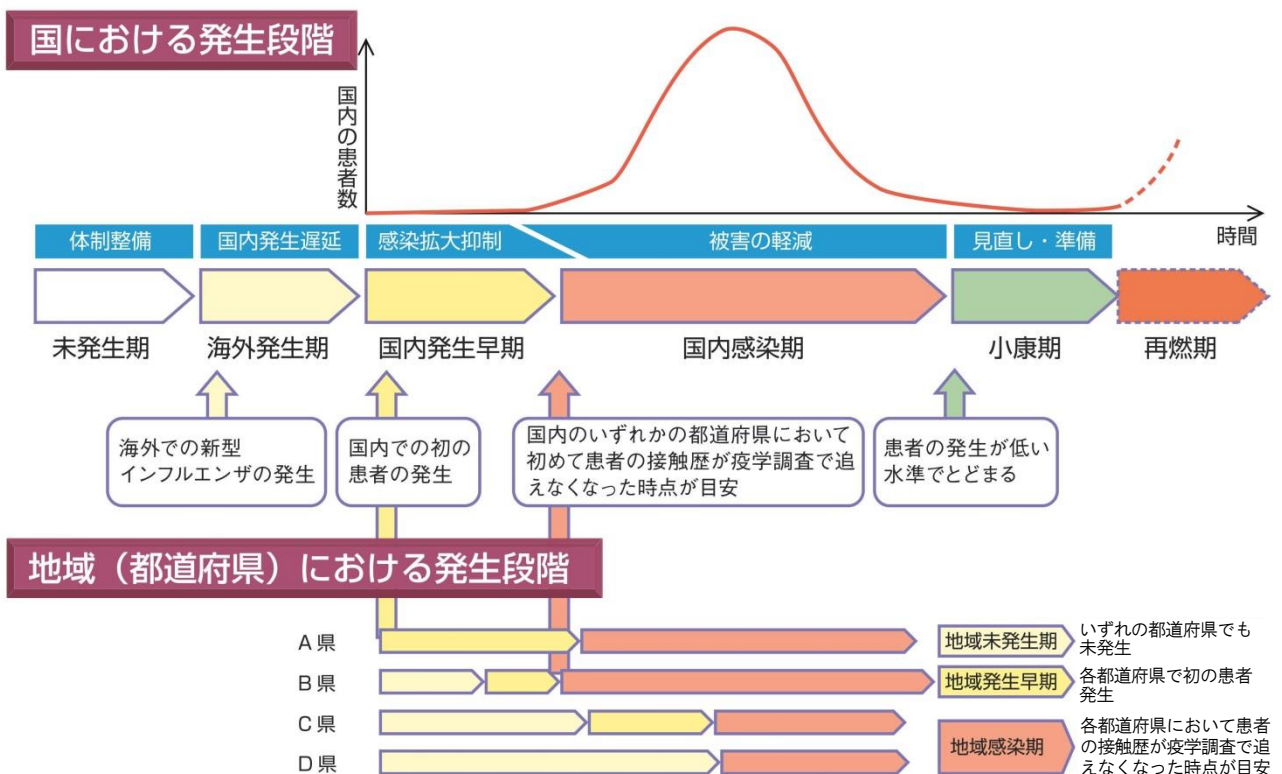 国における発生段階
国内の患者数
時間
体制整備
国内発生遅延
感染拡大抑制
被害の軽減
見直し・準備
未発生期
海外発生期
国内発生早期
国内感染期
小康期
再燃期
海外での新型
インフルエンザの発生
国内での初の
患者の発生
国内のいずれかの都道府県において
初めて患者の接触歴が疫学調査で追
えなくなった時点が目安
患者の発生が低い
水準でとどまる
地域（都道府県）における発生段階
A県
B県
C県
D県
地域未発生期
いずれの都道府県でも
未発生
地域発生早期
各都道府県で初の患者
発生
地域感染期
各都道府県において患者
の接触歴が疫学調査で追
えなくなった時点が目安